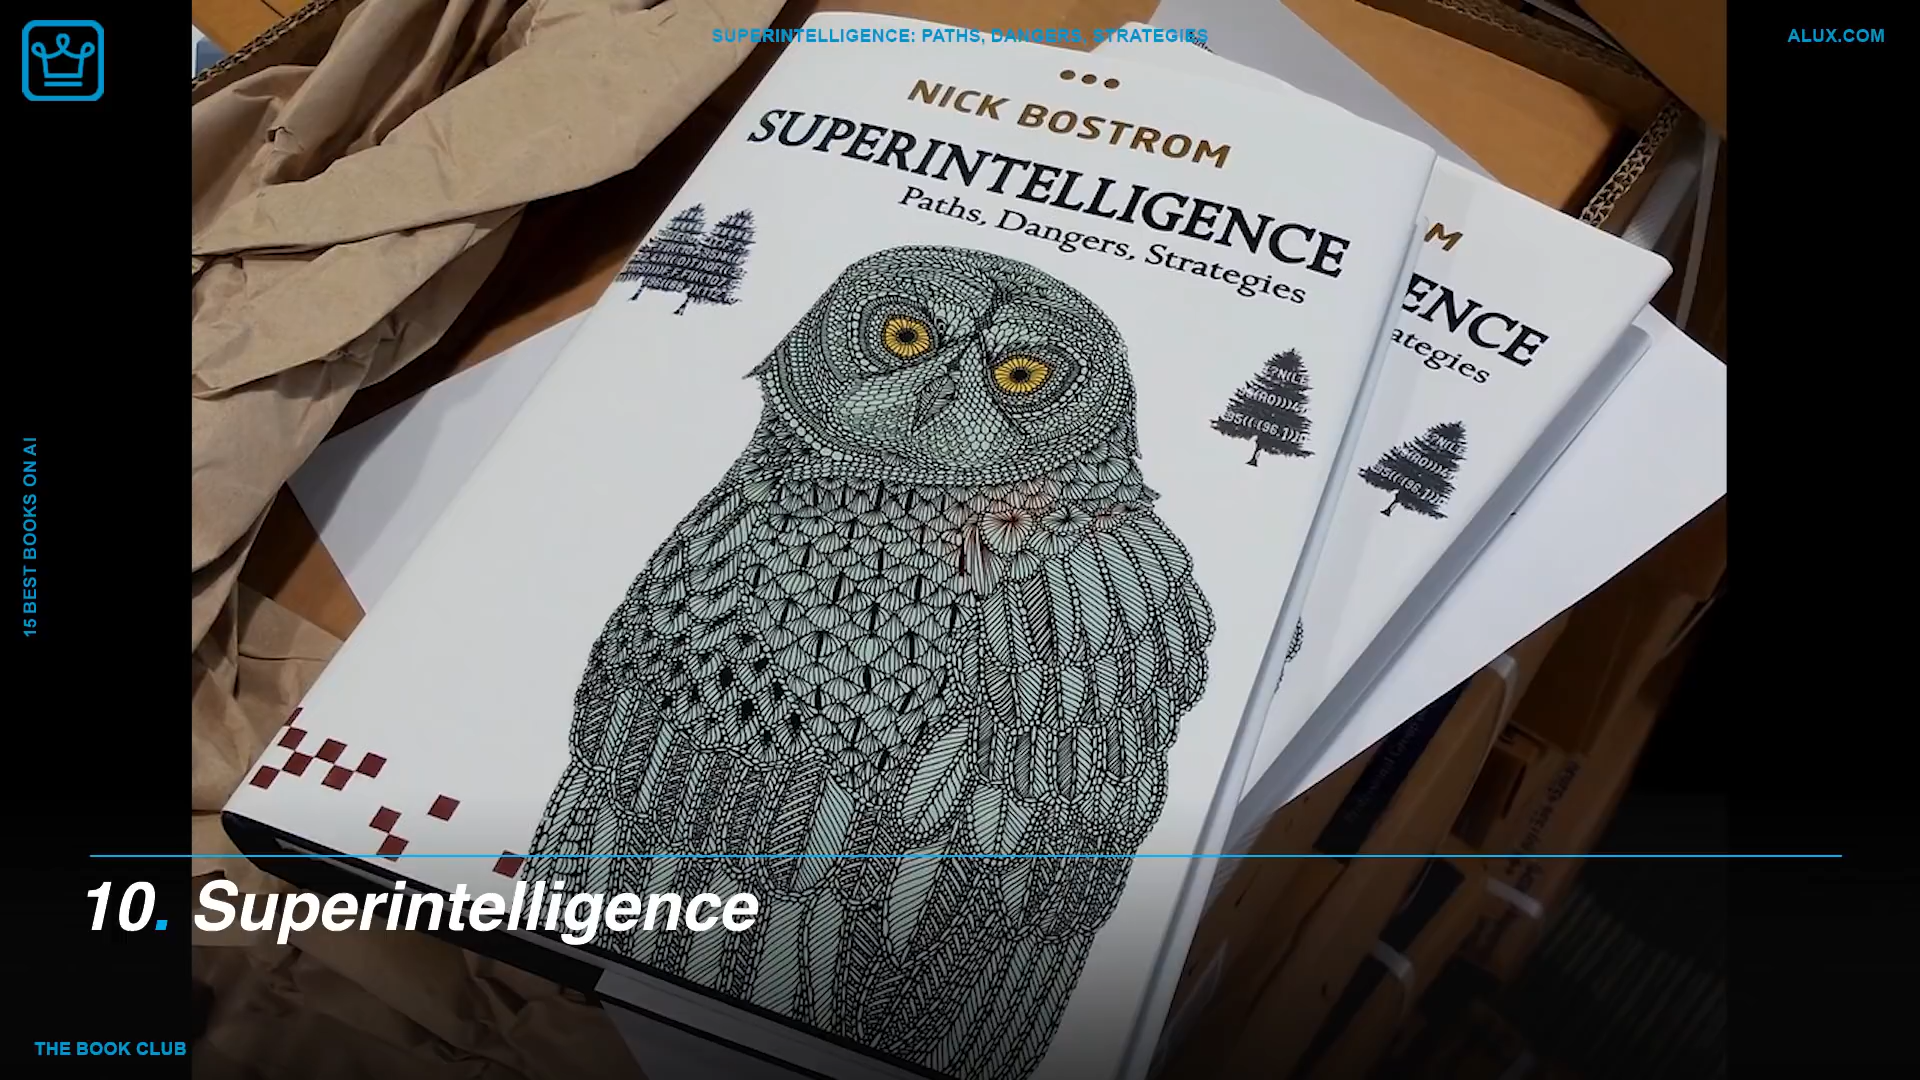 SUPERINTELLIGENCE: PATHS, DANGERS, STRATEGIES
ALUX.COM
NICK BOSTROM
SUPERINTELLIGENCE
Paths, Dangers, Strategies
OM
ENCE
ategies
15 BEST BOOKS ON AI
10. Superintelligence
THE BOOK CLUB